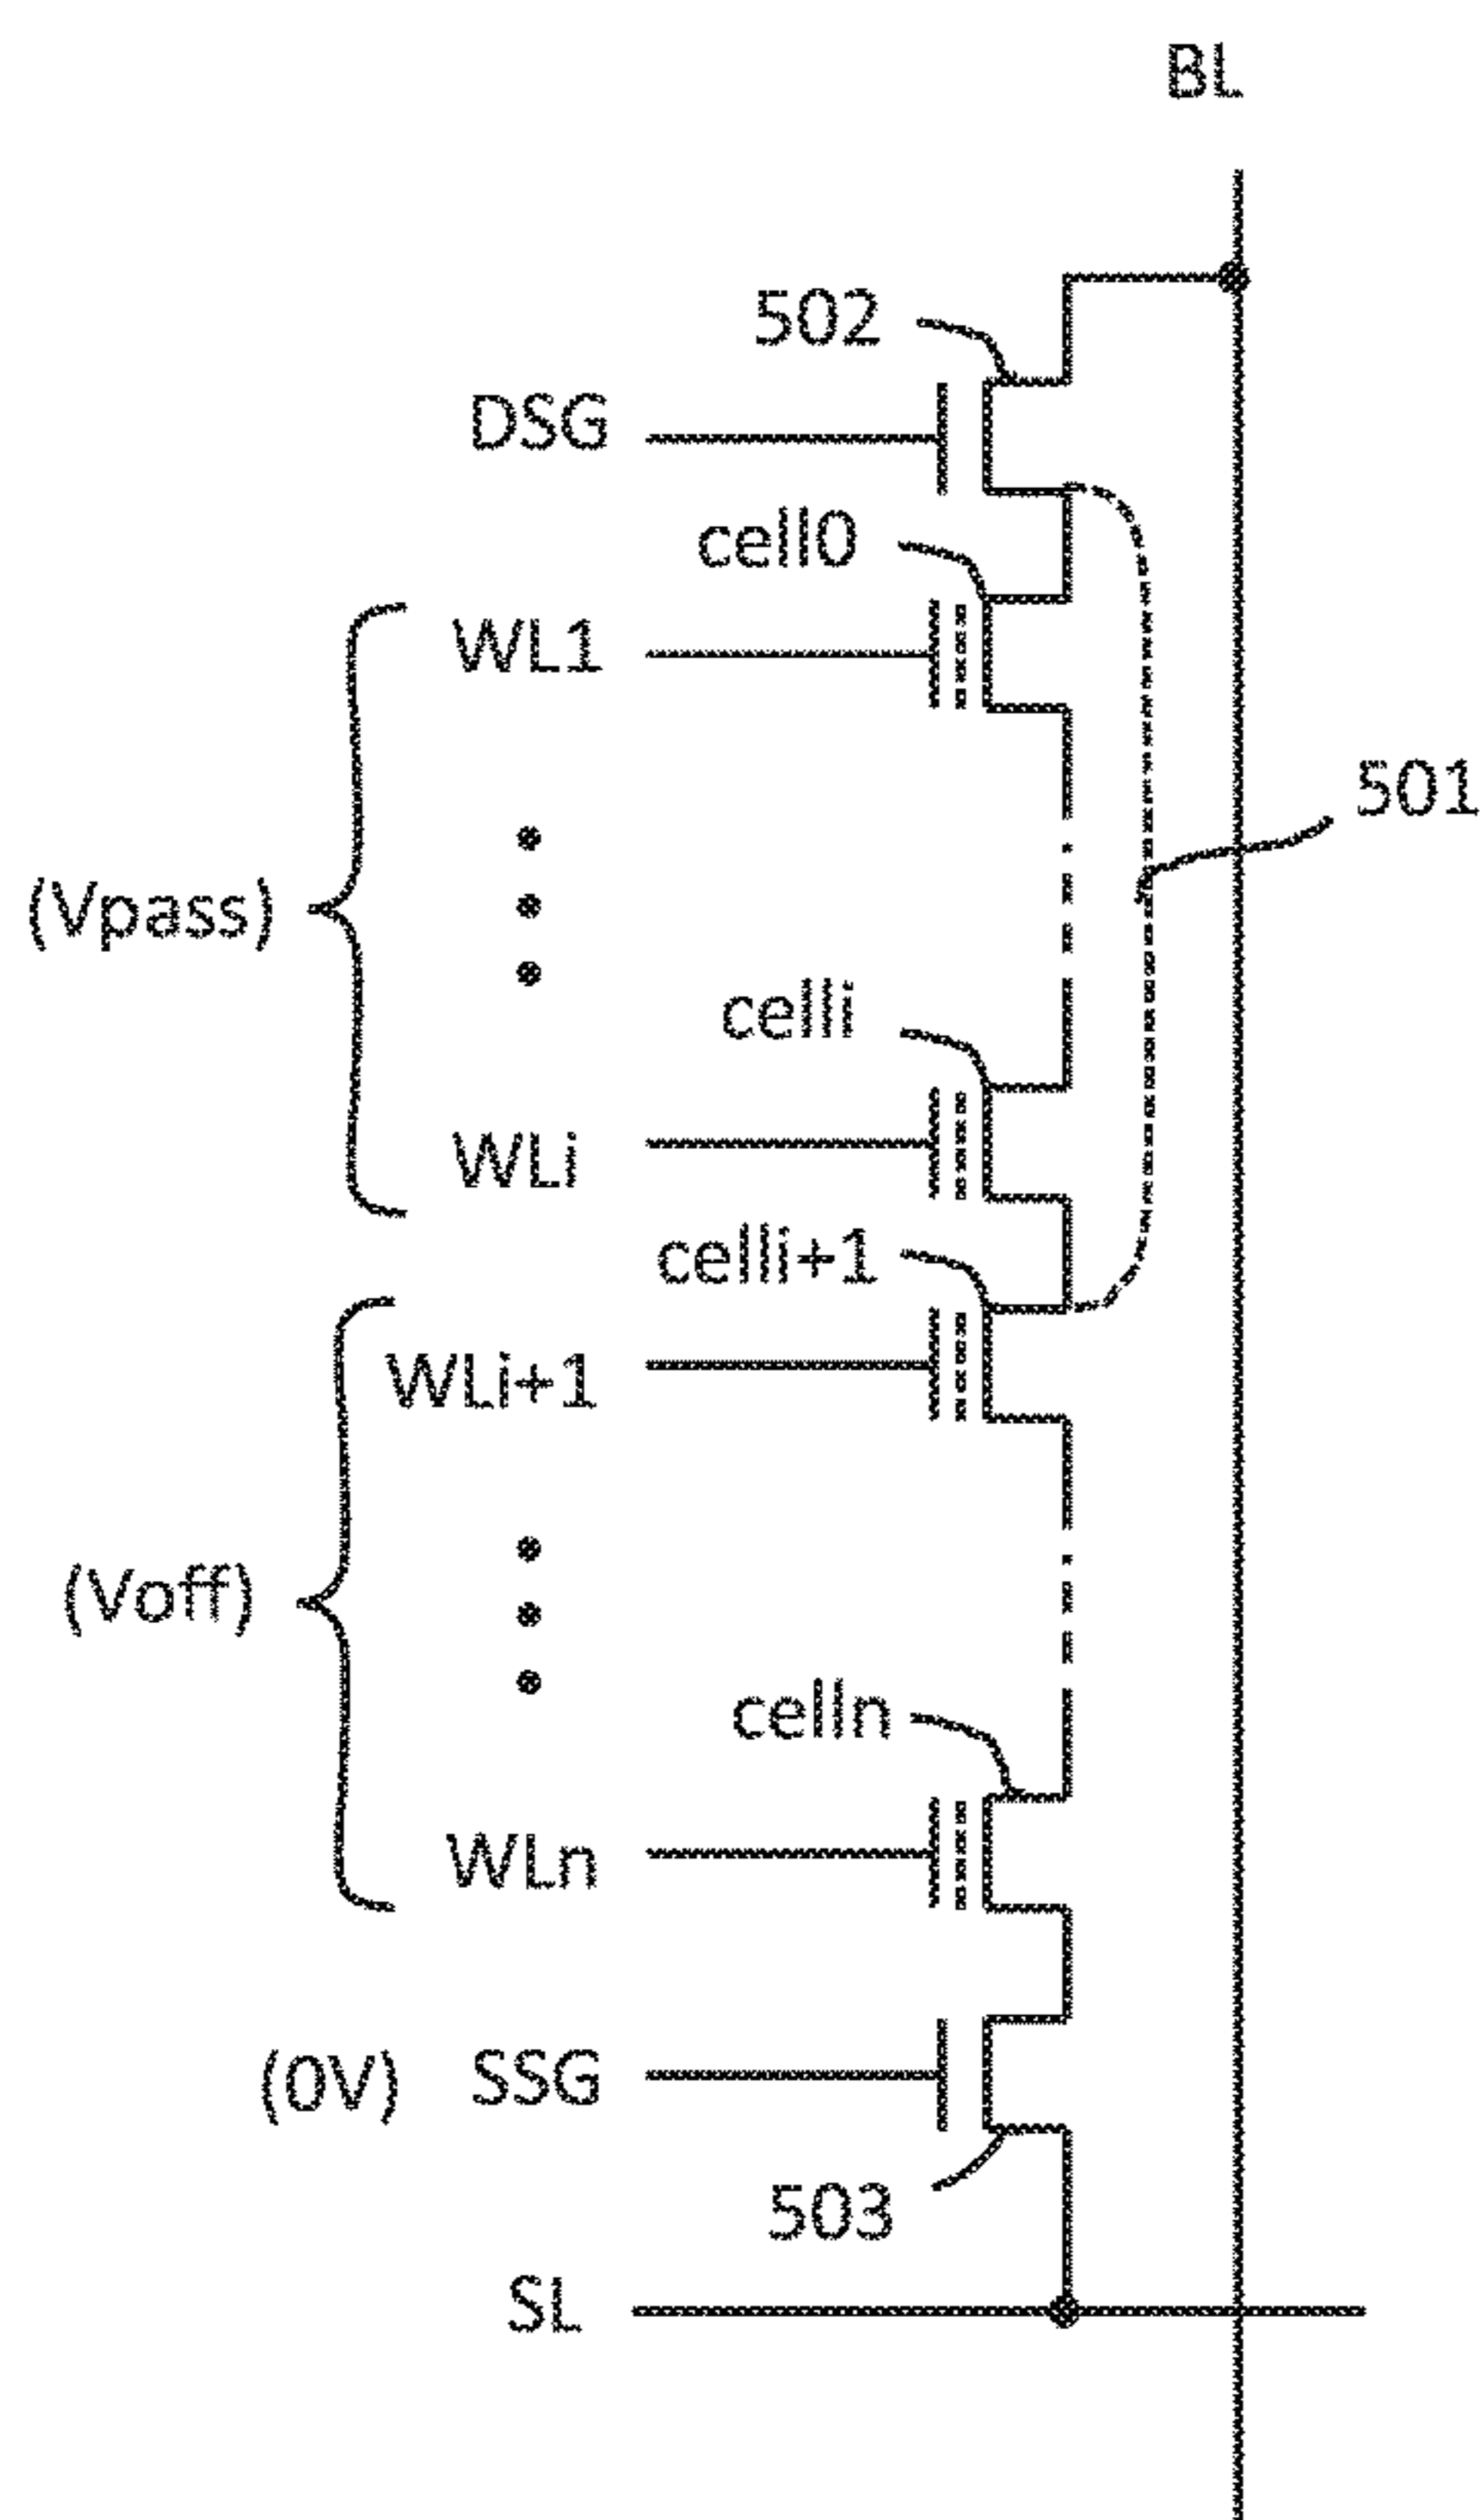 BL
502
DSG
cell0
WL1
501
(Vpass)
celli
WLi
celli+1
WLi+1
(Voff)
celln
WLn
(0V) SSG
503
SL